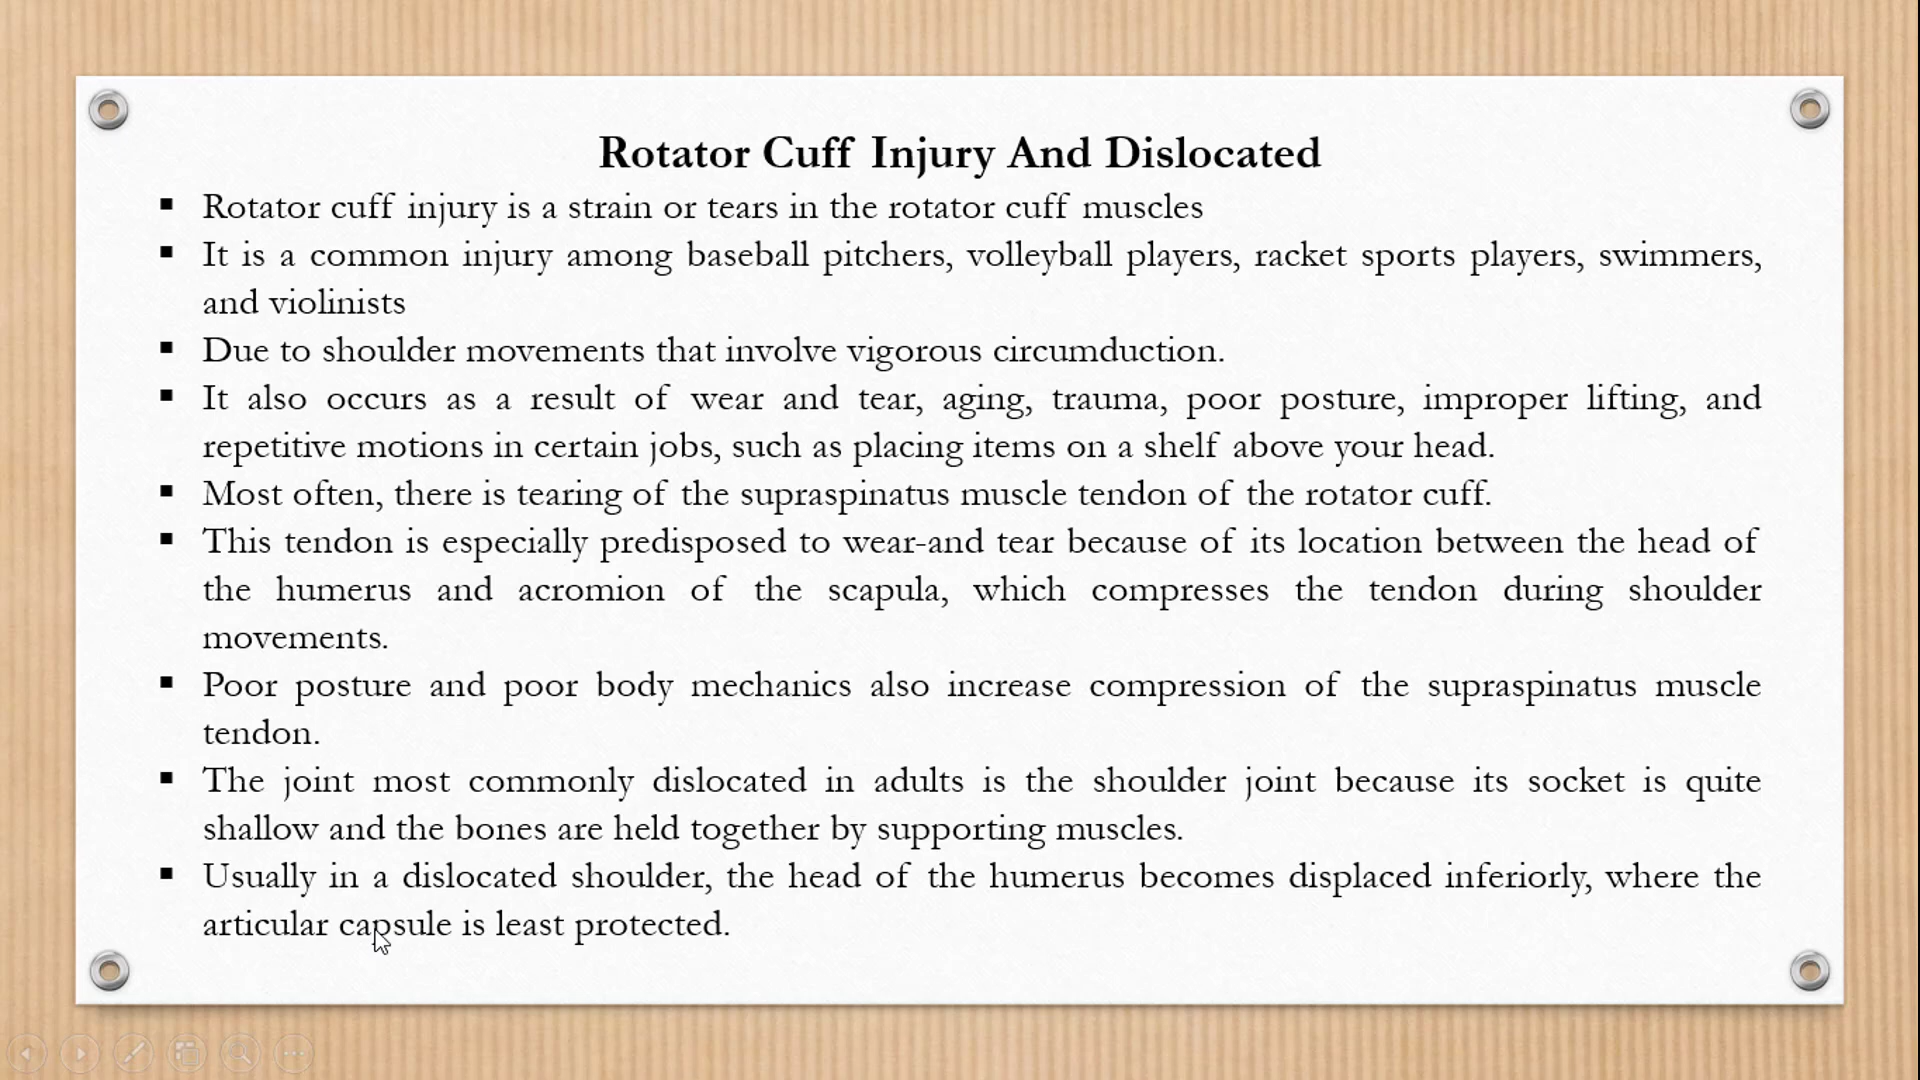 Rotator Cuff Injury And Dislocated
▪ Rotator cuff injury is a strain or tears in the rotator cuff muscles
▪ It is a common injury among baseball pitchers, volleyball players, racket sports players, swimmers,
and violinists
▪ Due to shoulder movements that involve vigorous circumduction.
▪ It also occurs as a result of wear and tear, aging, trauma, poor posture, improper lifting, and
repetitive motions in certain jobs, such as placing items on a shelf above your head.
▪ Most often, there is tearing of the supraspinatus muscle tendon of the rotator cuff.
▪ This tendon is especially predisposed to wear-and tear because of its location between the head of
the humerus and acromion of the scapula, which compresses the tendon during shoulder
movements.
▪ Poor posture and poor body mechanics also increase compression of the supraspinatus muscle
tendon.
▪ The joint most commonly dislocated in adults is the shoulder joint because its socket is quite
shallow and the bones are held together by supporting muscles.
▪ Usually in a dislocated shoulder, the head of the humerus becomes displaced inferiorly, where the
articular capsule is least protected.